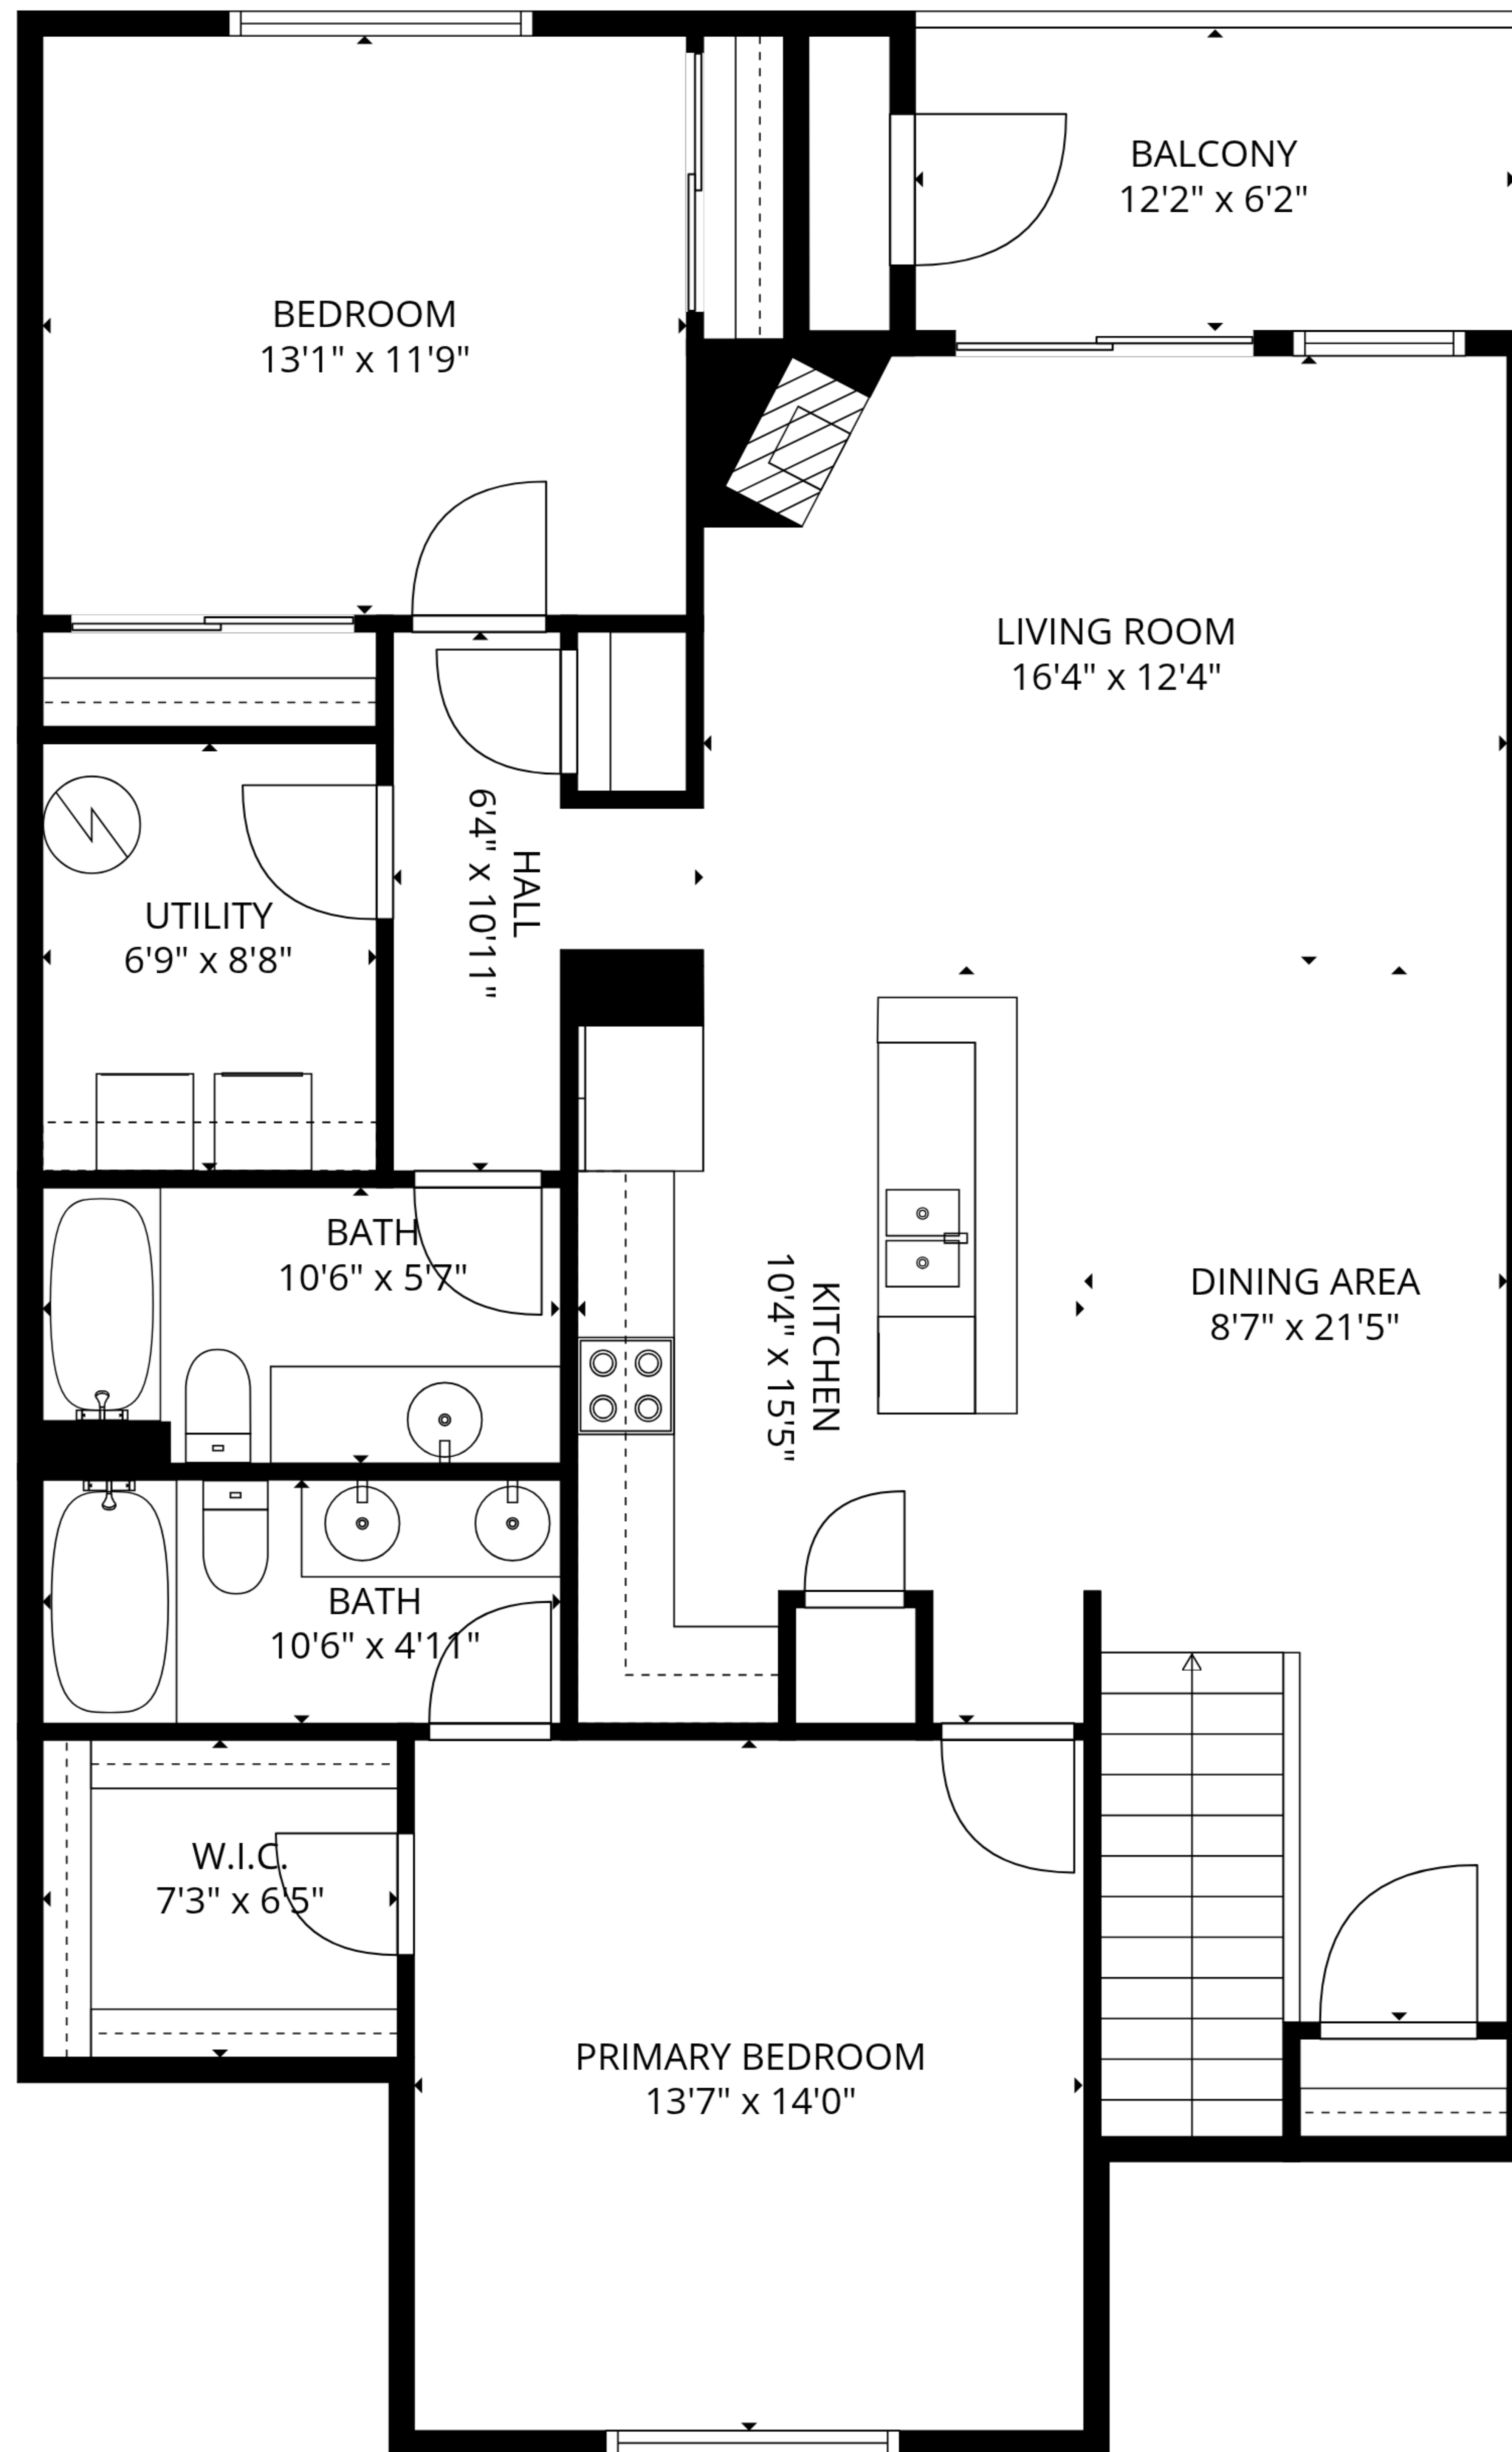 BALCONY
12'2" x 6'2"
BEDROOM
13'1" x 11'9"
LIVING ROOM
16'4" x 12'4"
HALL
6'4" x 10'11"
UTILITY
6'9" x 8'8"
BATH
10'6" x 5'7"
KITCHEN
10'4" x 15'5"
DINING AREA
8'7" x 21'5"
BATH
10'6" x 4'11"
W.I.C.
7'3" x 6'5"
PRIMARY BEDROOM
13'7" x 14'0"